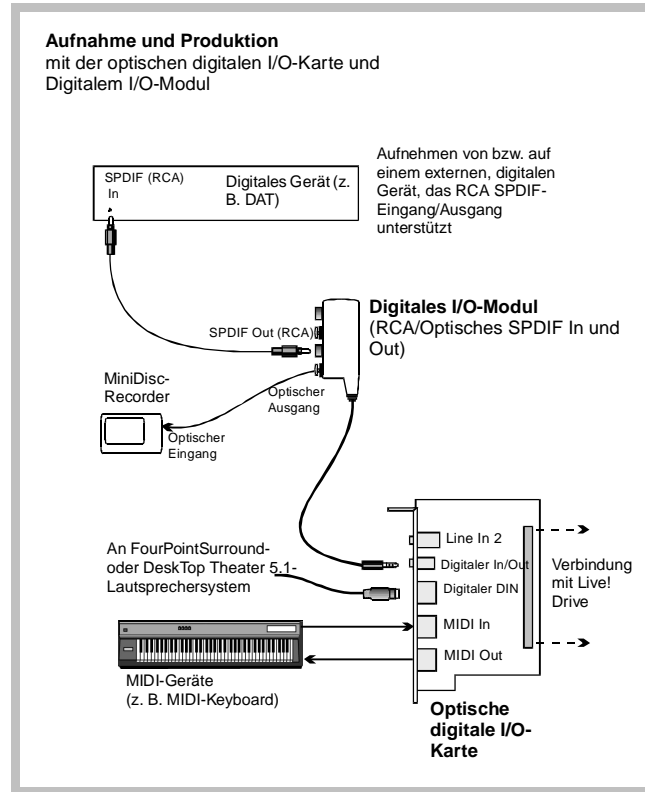 Aufnahme und Produktion
mit der optischen digitalen I/O-Karte und
Digitalem I/O-Modul
SPDIF (RCA)
In
Digitales Gerät (z.
B. DAT)
Aufnehmen von bzw. auf
einem externen, digitalen
Gerät, das RCA SPDIF-
Eingang/Ausgang
unterstützt
Digitales I/O-Modul
(RCA/Optisches SPDIF In und
Out)
SPDIF Out (RCA)
MiniDisc-
Recorder
Optischer
Ausgang
Optischer
Eingang
An FourPointSurround-
oder DeskTop Theater 5.1-
Lautsprechersystem
Line In 2
Digitaler In/Out
Digitaler DIN
MIDI In
MIDI Out
Verbindung
mit Live!
Drive
MIDI-Geräte
(z. B. MIDI-Keyboard)
Optische
digitale I/O-
Karte